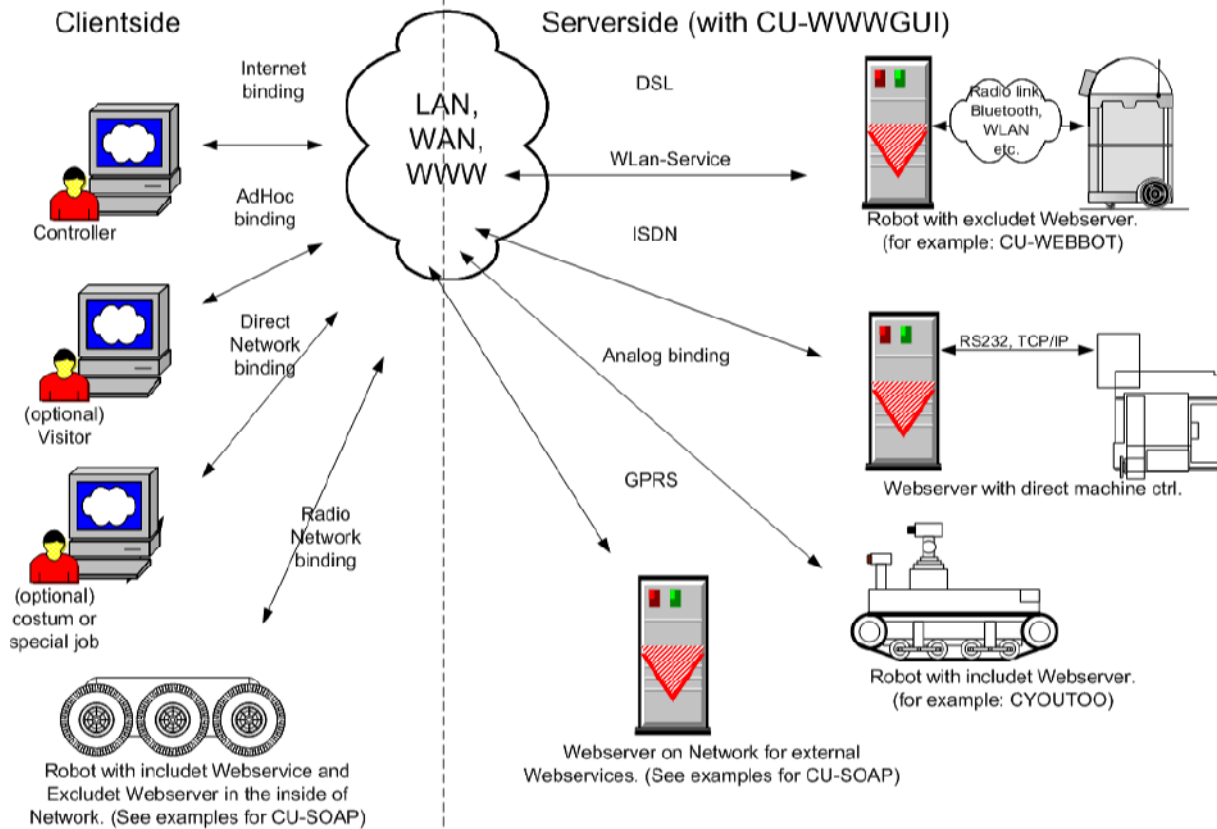 Clientside
Serverside (with CU-WWWGUI)
Internet
binding
Controller
AdHoc
binding
(optional)
Visitor
Direct
Network
binding
(optional)
costum or
special job
Radio
Network
binding
Robot with includet Webservice and
Excludet Webserver in the inside of
Network. (See examples for CU-SOAP)
LAN,
WAN,
WWW
DSL
WLan-Service
ISDN
Analog binding
GPRS
Radio link,
Bluetooth,
WLAN
etc.
Robot with excludet Webserver.
(for example: CU-WEBBOT)
RS232, TCP/IP
Webserver with direct machine ctrl.
Robot with includet Webserver.
(for example: CYOUTOO)
Webserver on Network for external
Webservices. (See examples for CU-SOAP)